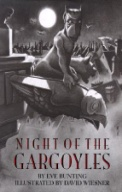 NIGHT OF THE
GARGOYLES
BY EVE BUNTING
ILLUSTRATED BY DAVID WIESNER